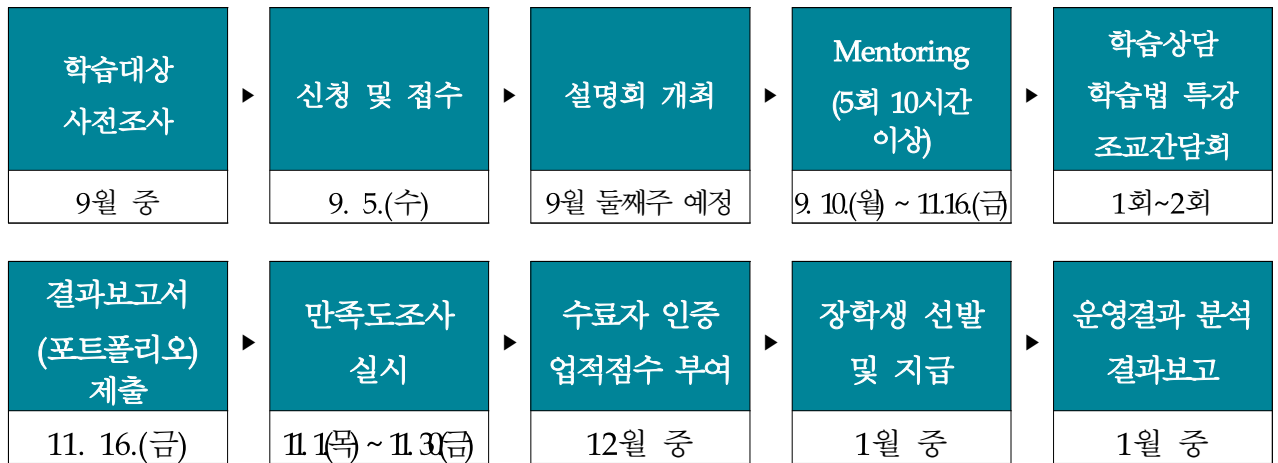 학습대상
사전조사
9월 중
신청 및 접수
9. 5.(수)
설명회 개최
9월 둘째주 예정
Mentoring
(5회 10시간
이상)
9. 10.(월) ~ 11.16.(금)
학습상담
학습법 특강
조교간담회
1회~2회
결과보고서
(포트폴리오)
제출
11. 16.(금)
만족도조사
실시
11. 1.(목) ~ 11. 30.(금)
수료자 인증
업적점수 부여
12월 중
장학생 선발
및 지급
1월 중
운영결과 분석
결과보고
1월 중